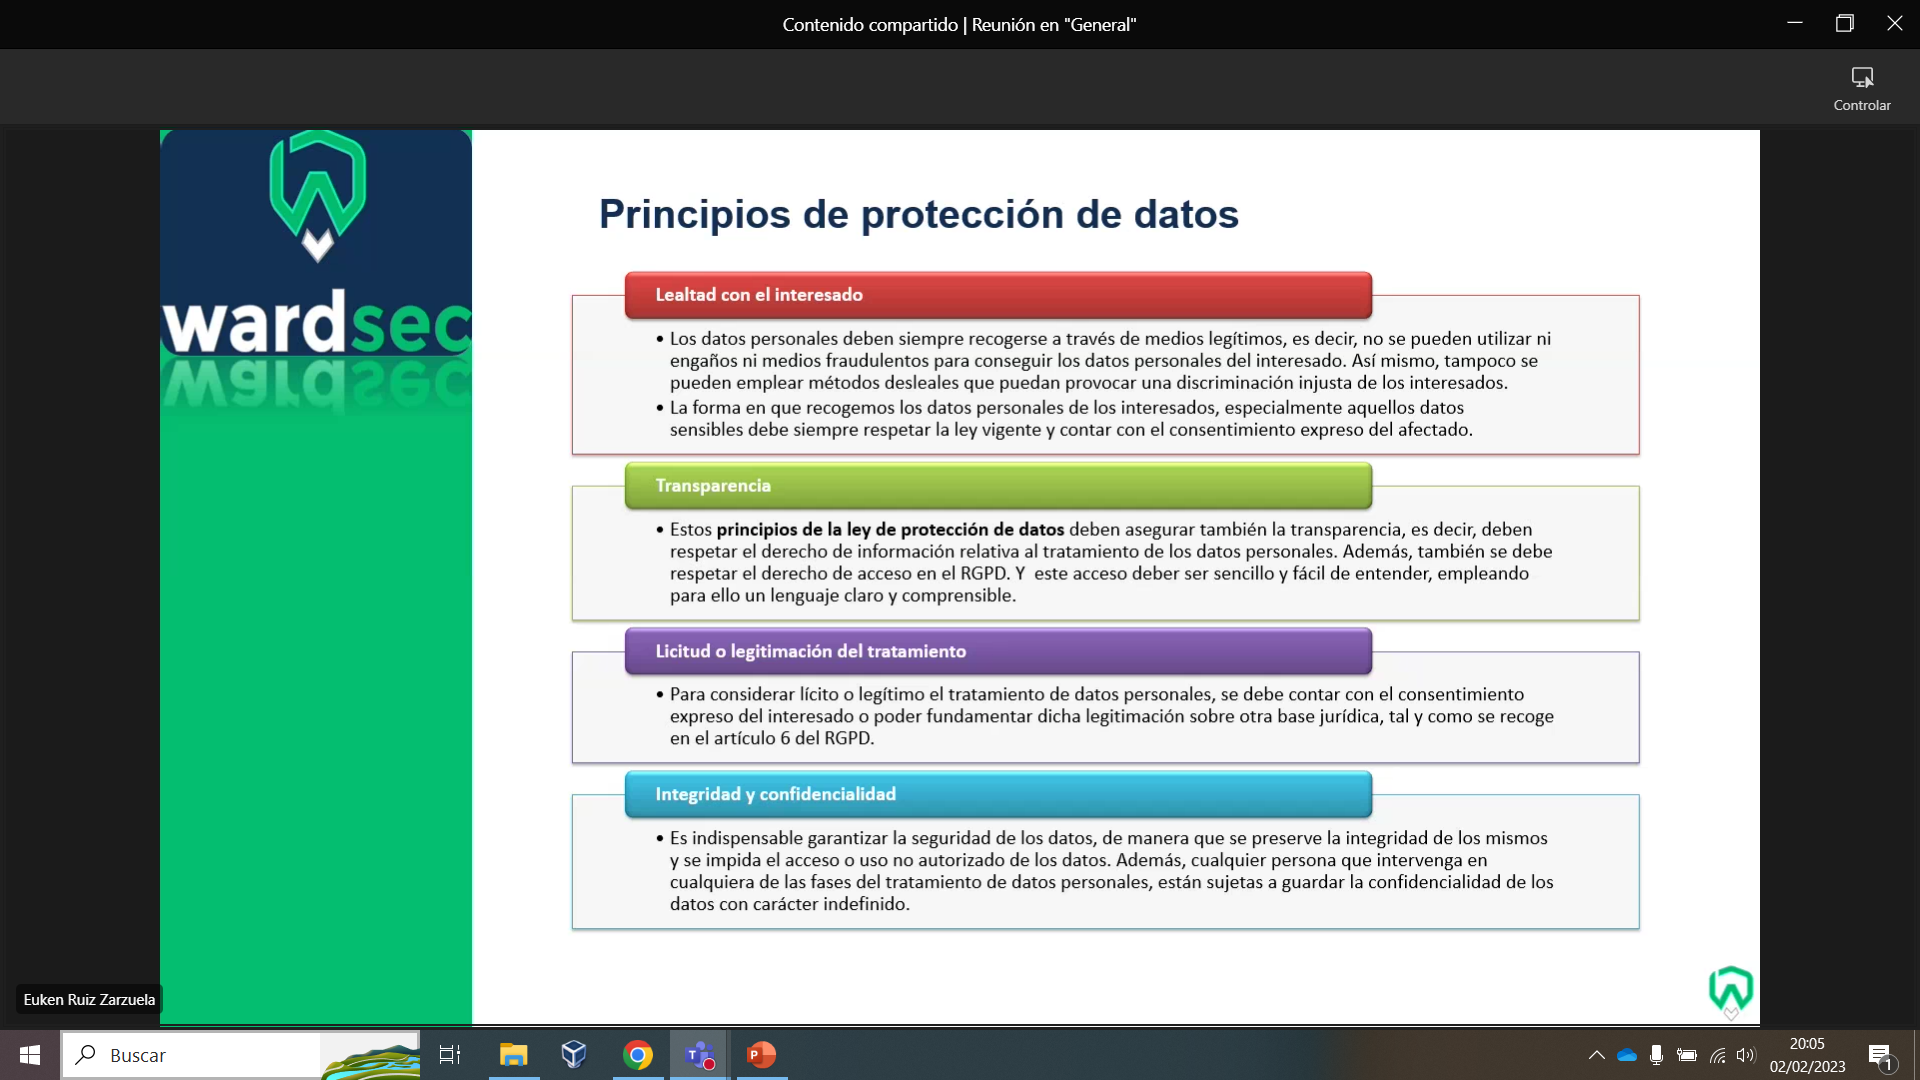 Contenido compartido | Reunión en "General"
Controlar
wardsec
Principios de protección de datos
Lealtad con el interesado
• Los datos personales deben siempre recogerse a través de medios legítimos, es decir, no se pueden utilizar ni
engaños ni medios fraudulentos para conseguir los datos personales del interesado. Así mismo, tampoco se
pueden emplear métodos desleales que puedan provocar una discriminación injusta de los interesados.
• La forma en que recogemos los datos personales de los interesados, especialmente aquellos datos
sensibles debe siempre respetar la ley vigente y contar con el consentimiento expreso del afectado.
Transparencia
• Estos principios de la ley de protección de datos deben asegurar también la transparencia, es decir, deben
respetar el derecho de información relativa al tratamiento de los datos personales. Además, también se debe
respetar el derecho de acceso en el RGPD. Y este acceso deber ser sencillo y fácil de entender, empleando
para ello un lenguaje claro y comprensible.
Licitud o legitimación del tratamiento
• Para considerar lícito o legítimo el tratamiento de datos personales, se debe contar con el consentimiento
expreso del interesado o poder fundamentar dicha legitimación sobre otra base jurídica, tal y como se recoge
en el artículo 6 del RGPD.
Integridad y confidencialidad
• Es indispensable garantizar la seguridad de los datos, de manera que se preserve la integridad de los mismos
y se impida el acceso o uso no autorizado de los datos. Además, cualquier persona que intervenga en
cualquiera de las fases del tratamiento de datos personales, están sujetas a guardar la confidencialidad de los
datos con carácter indefinido.
Euken Ruiz Zarzuela
Buscar
20:05
02/02/2023
1